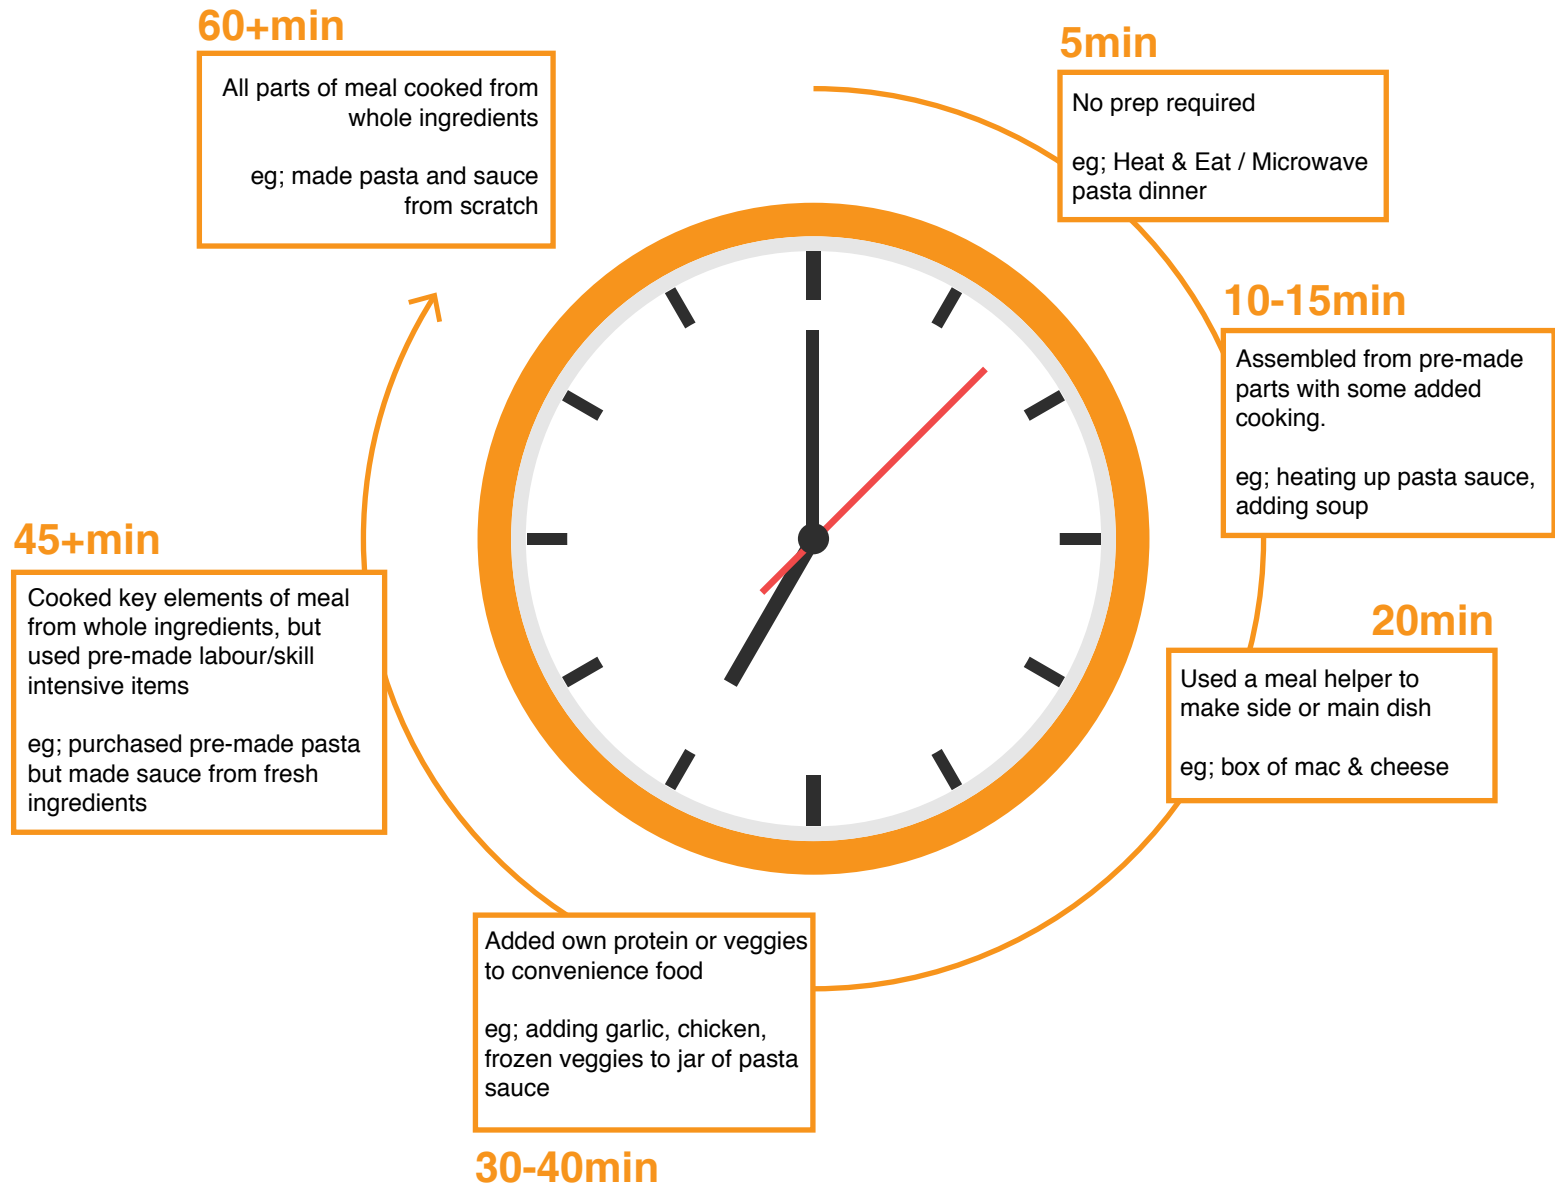 60+min
All parts of meal cooked from
whole ingredients
eg; made pasta and sauce
from scratch
5min
No prep required
eg; Heat & Eat / Microwave
pasta dinner
10-15min
Assembled from pre-made
parts with some added
cooking.
eg; heating up pasta sauce,
adding soup
20min
Used a meal helper to
make side or main dish
eg; box of mac & cheese
45+min
Cooked key elements of meal
from whole ingredients, but
used pre-made labour/skill
intensive items
eg; purchased pre-made pasta
but made sauce from fresh
ingredients
Added own protein or veggies
to convenience food
eg; adding garlic, chicken,
frozen veggies to jar of pasta
sauce
30-40min